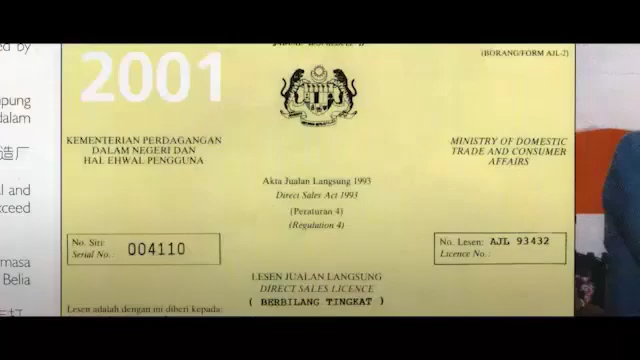 2001
(BORANG/FORM AJL-2)
KEMENTERIAN PERDAGANGAN
DALAM NEGERI DAN
HAL EHWAL PENGGUNA
MINISTRY OF DOMESTIC
TRADE AND CONSUMER
AFFAIRS
Akta Jualan Langsung 1993
Direct Sales Act 1993
(Peraturan 4)
(Regulation 4)
No. Siri:
Serial No.: 004110
No. Lesen: AJL 93432
Licence No.:
LESEN JUALAN LANGSUNG
DIRECT SALES LICENCE
( BERBILANG TINGKAT )
Lesen adalah dengan ini diberi kepada:
ed by
pung
dalam
造厂
l and
xceed
masa
Belia